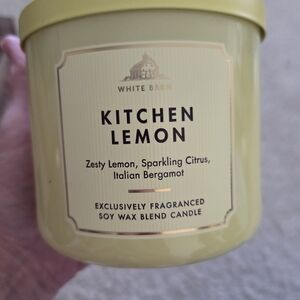 WHITE BARN
KITCHEN
LEMON
Zesty Lemon, Sparkling Citrus,
Italian Bergamot
EXCLUSIVELY FRAGRANCED
SOY WAX BLEND CANDLE